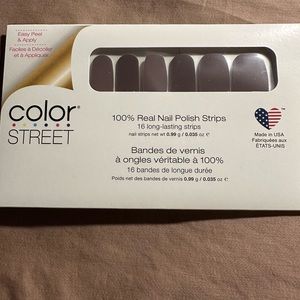 Easy Peel
& Apply
Faciles à Décoller
et à Appliquer
color
STREET
100% Real Nail Polish Strips
16 long-lasting strips
nail strips net wt 0.99 g / 0.035 oz ℮
Bandes de vernis
à ongles véritable à 100%
16 bandes de longue durée
Poids net des bandes de vernis 0.99 g / 0.035 oz ℮
Made in USA
Fabriquées aux
ÉTATS-UNIS